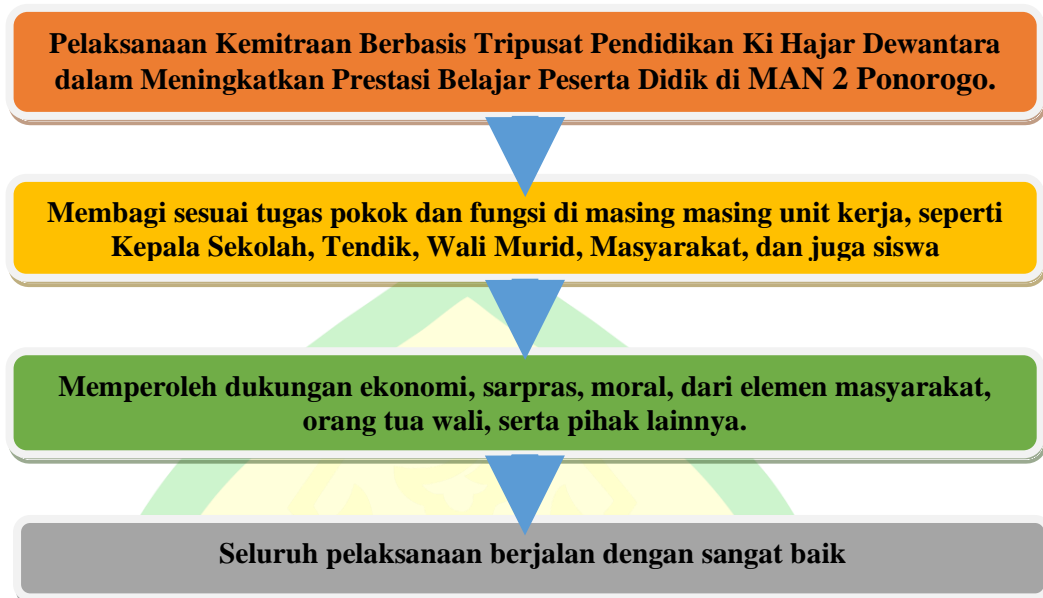 Pelaksanaan Kemitraan Berbasis Tripusat Pendidikan Ki Hajar Dewantara
dalam Meningkatkan Prestasi Belajar Peserta Didik di MAN 2 Ponorogo.
Membagi sesuai tugas pokok dan fungsi di masing masing unit kerja, seperti
Kepala Sekolah, Tendik, Wali Murid, Masyarakat, dan juga siswa
Memperoleh dukungan ekonomi, sarpras, moral, dari elemen masyarakat,
orang tua wali, serta pihak lainnya.
Seluruh pelaksanaan berjalan dengan sangat baik